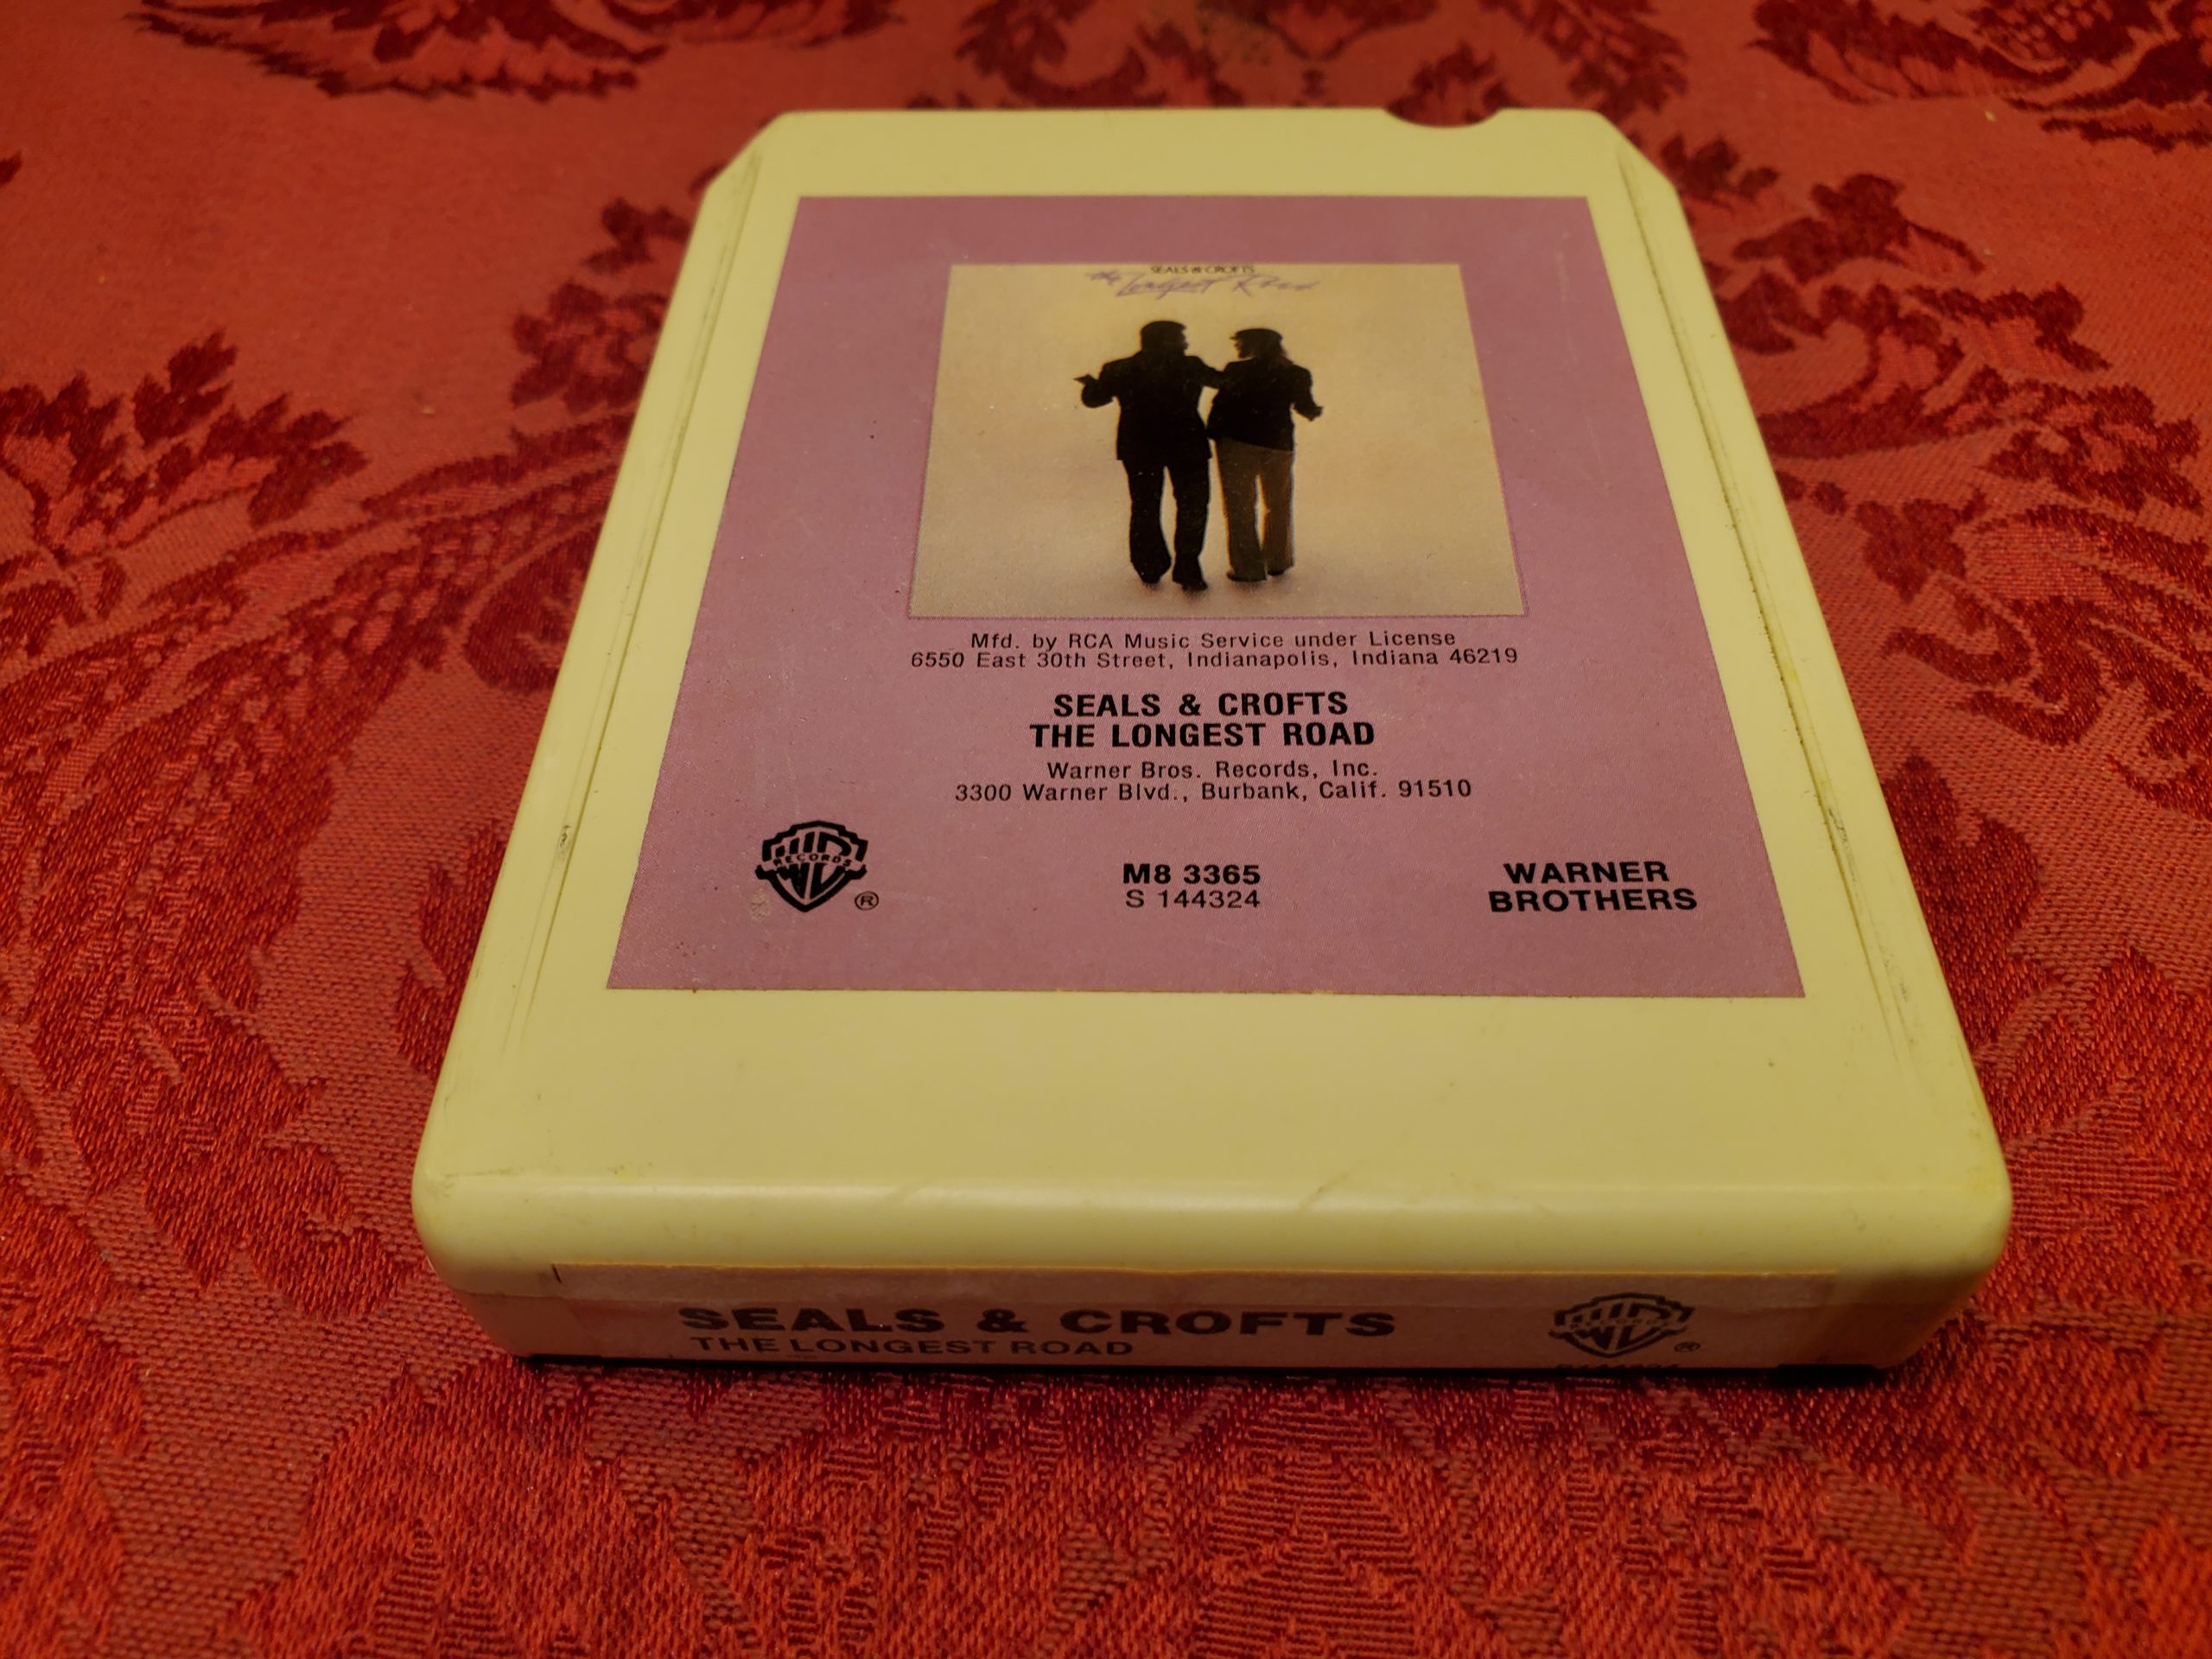 SEALS & CROFTS
the Longest Road
Mfd. by RCA Music Service under License
6550 East 30th Street, Indianapolis, Indiana 46219
SEALS & CROFTS
THE LONGEST ROAD
Warner Bros. Records, Inc.
3300 Warner Blvd., Burbank, Calif. 91510
RECORDS
®
M8 3365
S 144324
WARNER
BROTHERS
SEALS & CROFTS
THE LONGEST ROAD
®